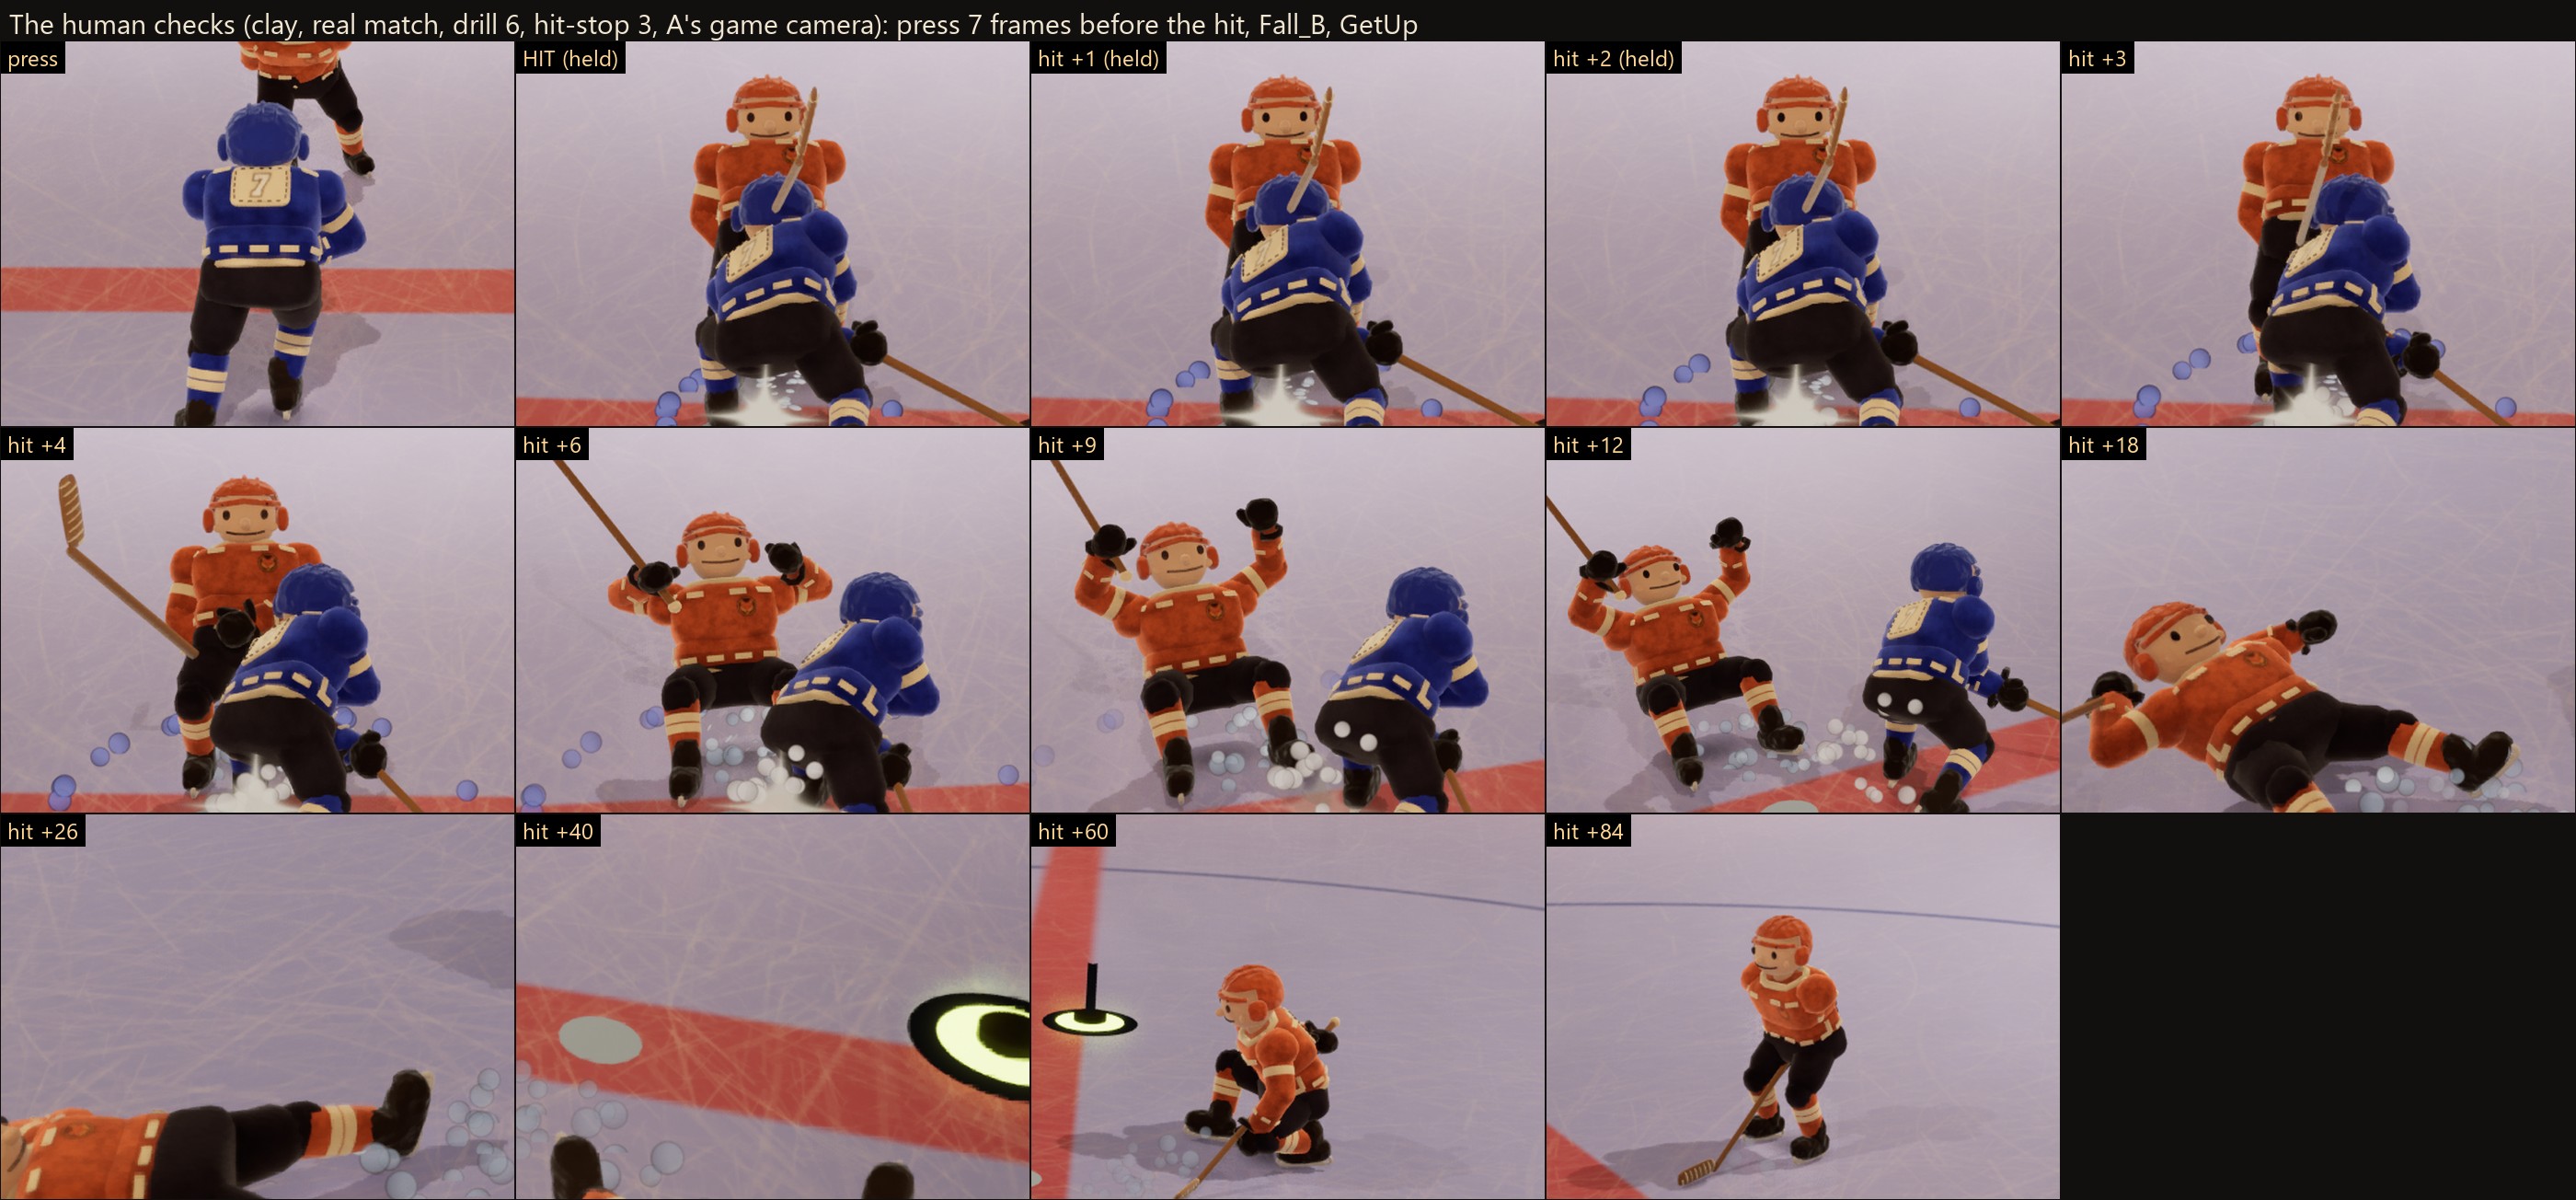 The human checks (clay, real match, drill 6, hit-stop 3, A's game camera): press 7 frames before the hit, Fall_B, GetUp
press
HIT (held)
hit +1 (held)
hit +2 (held)
hit +3
7
hit +4
hit +6
hit +9
hit +12
hit +18
hit +26
hit +40
hit +60
hit +84